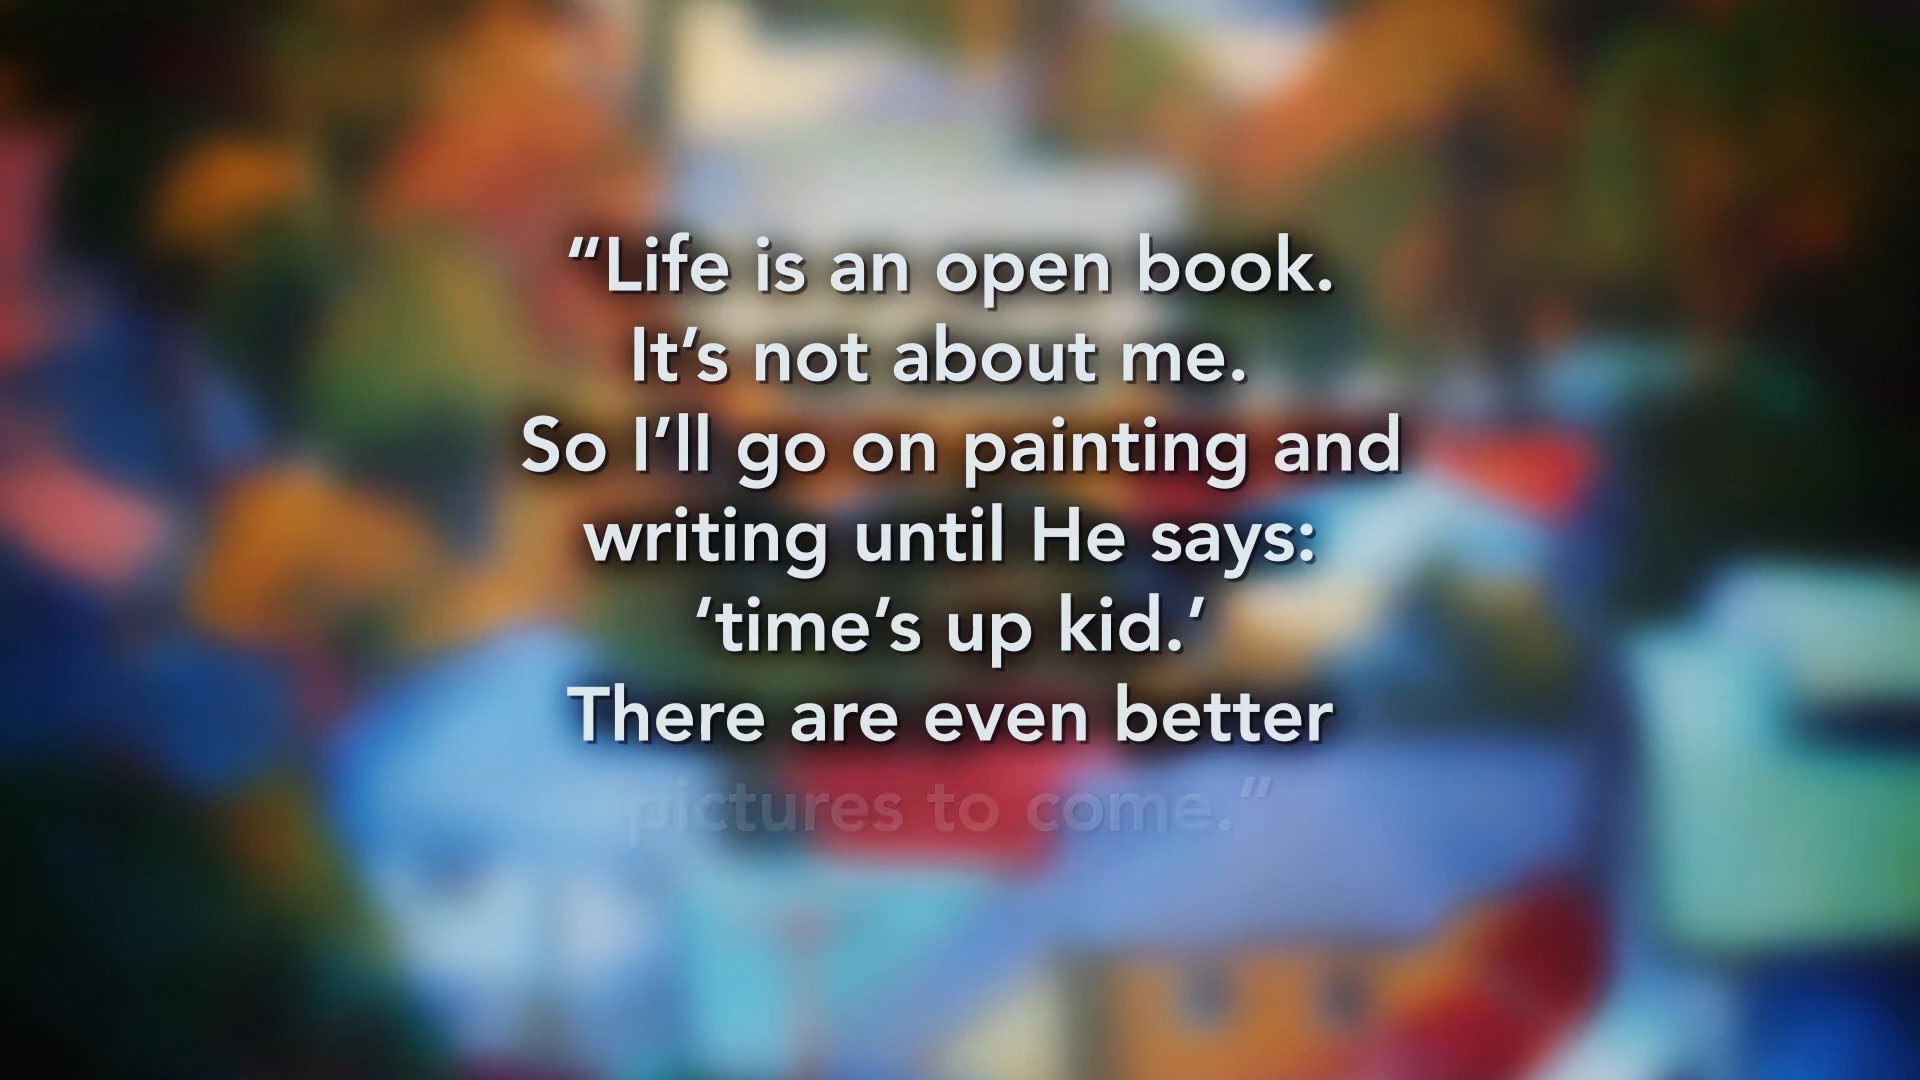 “Life is an open book.
It’s not about me.
So I’ll go on painting and
writing until He says:
‘time’s up kid.’
There are even better
pictures to come.”